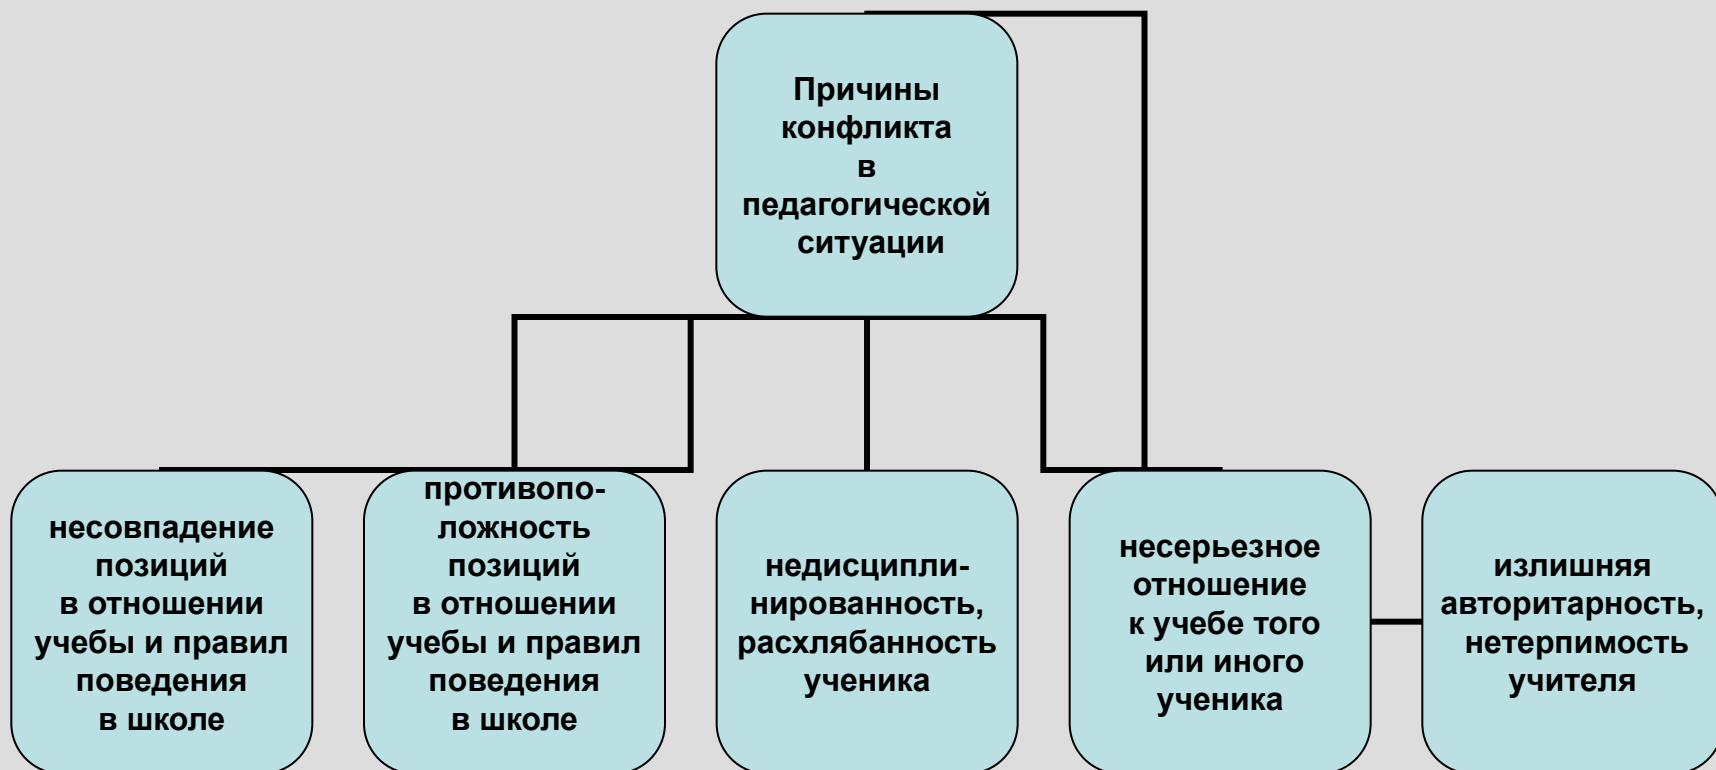 Причины
конфликта
в
педагогической
ситуации
несовпадение
позиций
в отношении
учебы и правил
поведения
в школе
противопо-
ложность
позиций
в отношении
учебы и правил
поведения
в школе
недисципли-
нированность,
расхлябанность
ученика
несерьезное
отношение
к учебе того
или иного
ученика
излишняя
авторитарность,
нетерпимость
учителя